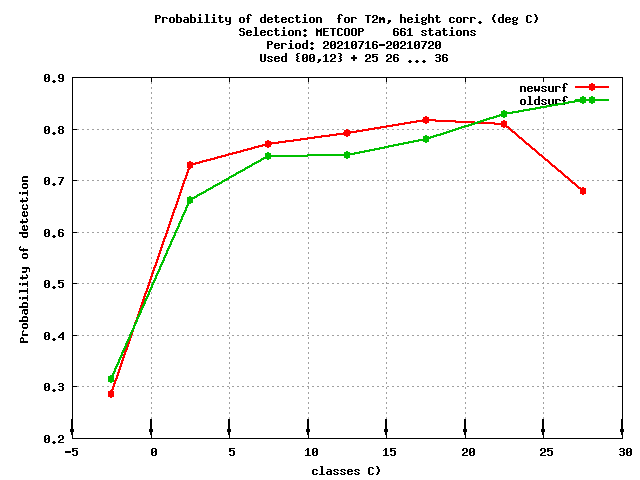 Probability of detection  for T2m, height corr. (deg C)
Selection: METCOOP    661 stations
Period: 20210716-20210720
Used {00,12} + 25 26 ... 36
newsurf
oldsurf
0.9
0.8
0.7
0.6
0.5
0.4
0.3
0.2
Probability of detection
-5 0 5 10 15 20 25 30
classes C)